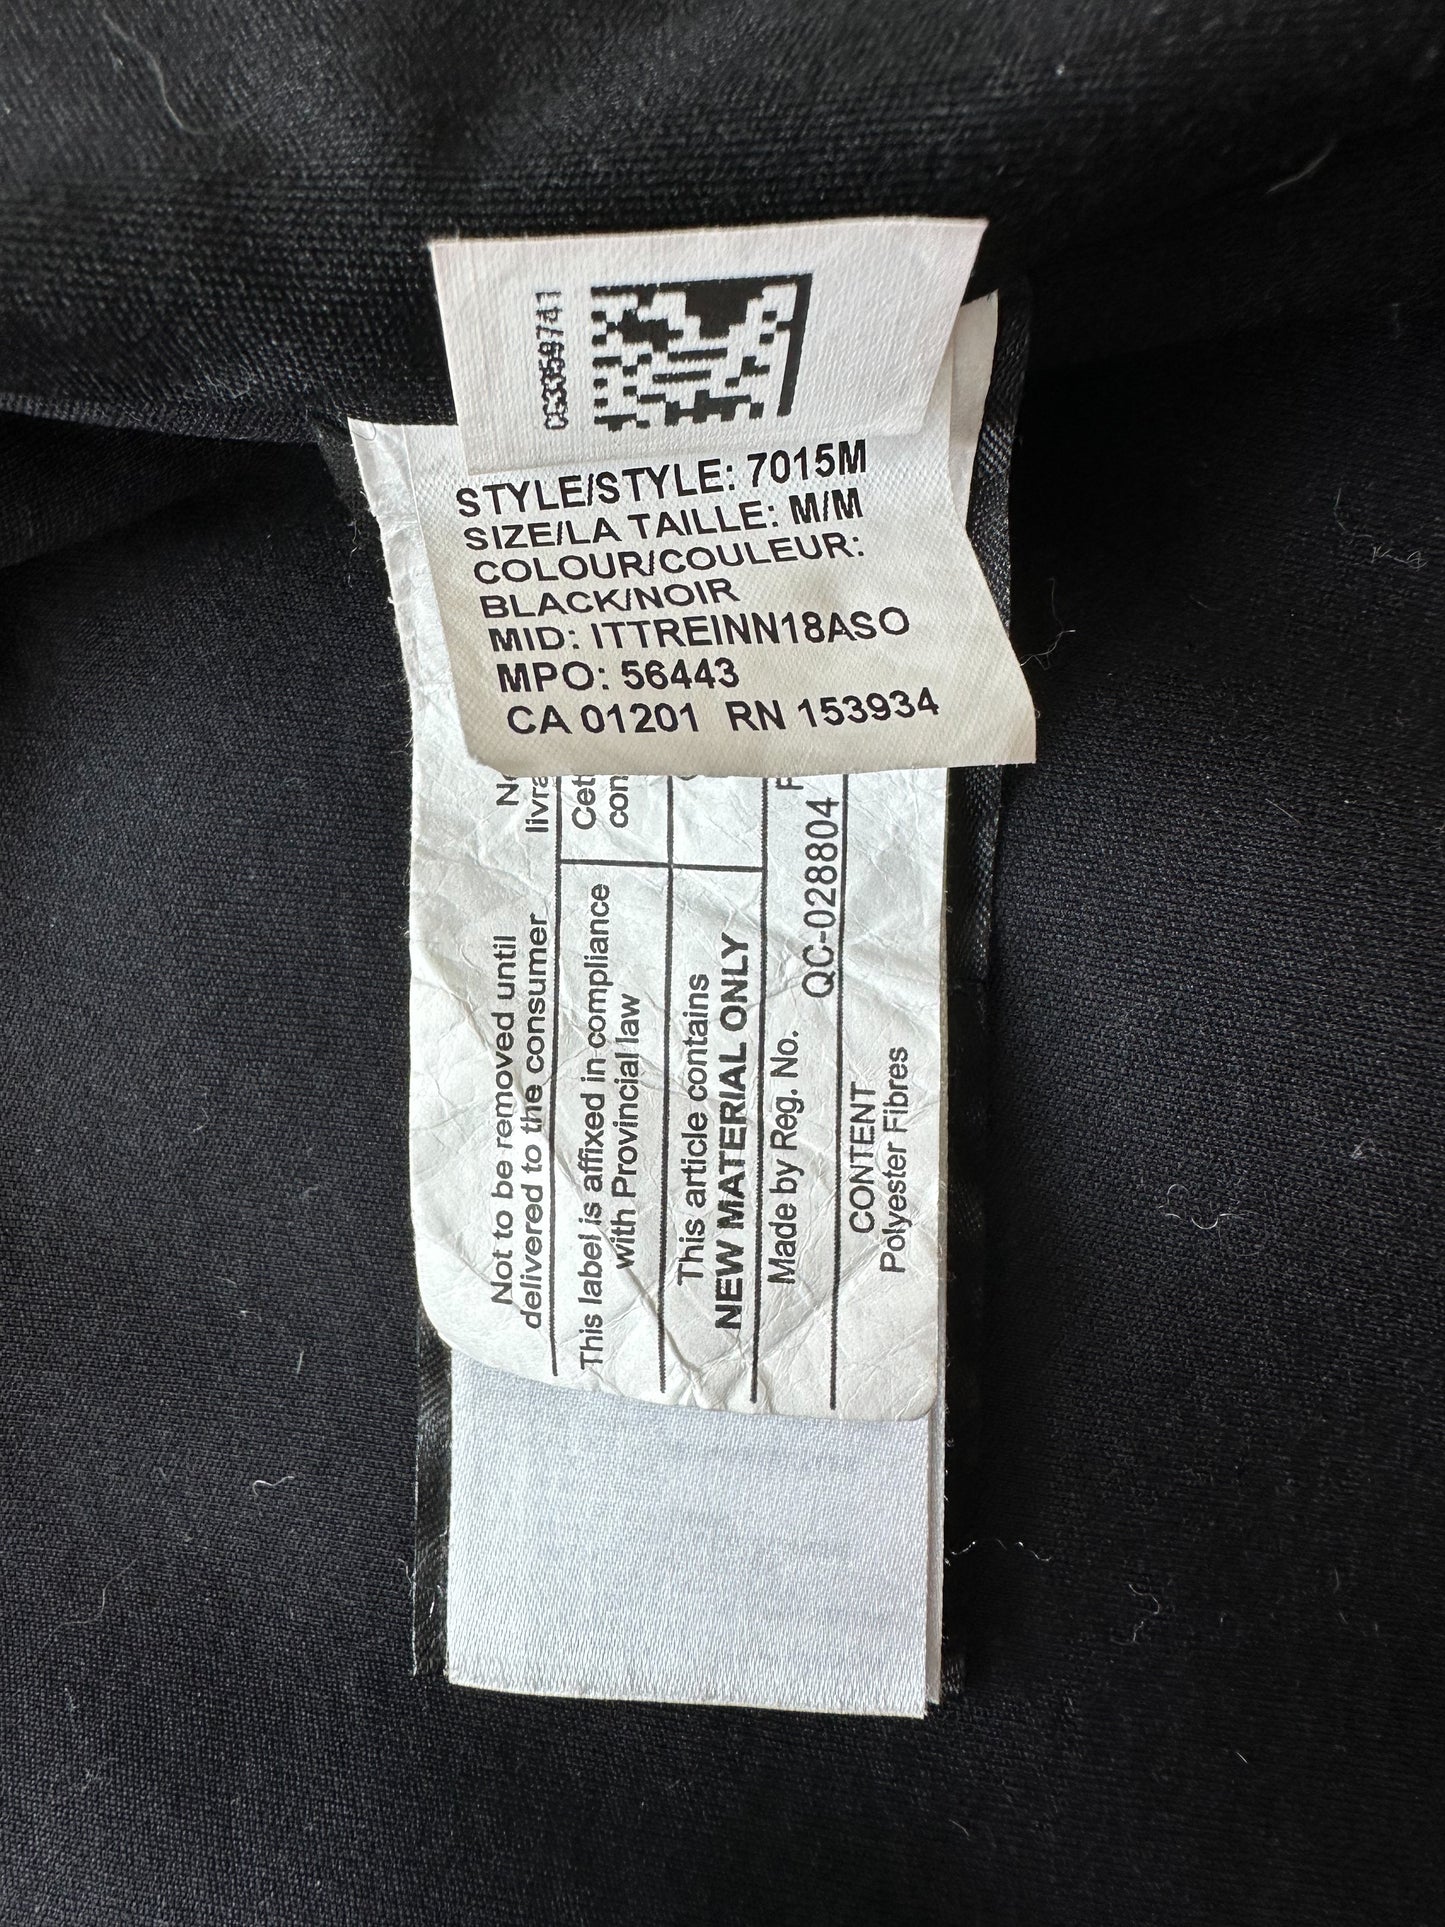 CG3359741
STYLE/STYLE: 7015M
SIZE/LA TAILLE: M/M
COLOUR/COULEUR:
BLACK/NOIR
MID: ITTREINN18ASO
MPO: 56443
CA 01201 RN 153934
Not to be removed until
delivered to the consumer
This label is affixed in compliance
with Provincial law
This article contains
NEW MATERIAL ONLY
Made by Reg. No.
QC-028804
CONTENT
Polyester Fibres